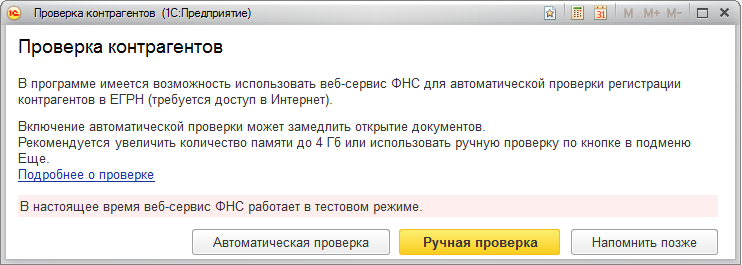 Проверка контрагентов (1С:Предприятие)
M M+ M-
Проверка контрагентов
В программе имеется возможность использовать веб-сервис ФНС для автоматической проверки регистрации
контрагентов в ЕГРН (требуется доступ в Интернет).
Включение автоматической проверки может замедлить открытие документов.
Рекомендуется увеличить количество памяти до 4 Гб или использовать ручную проверку по кнопке в подменю
Еще.
Подробнее о проверке
В настоящее время веб-сервис ФНС работает в тестовом режиме.
Автоматическая проверка
Ручная проверка
Напомнить позже